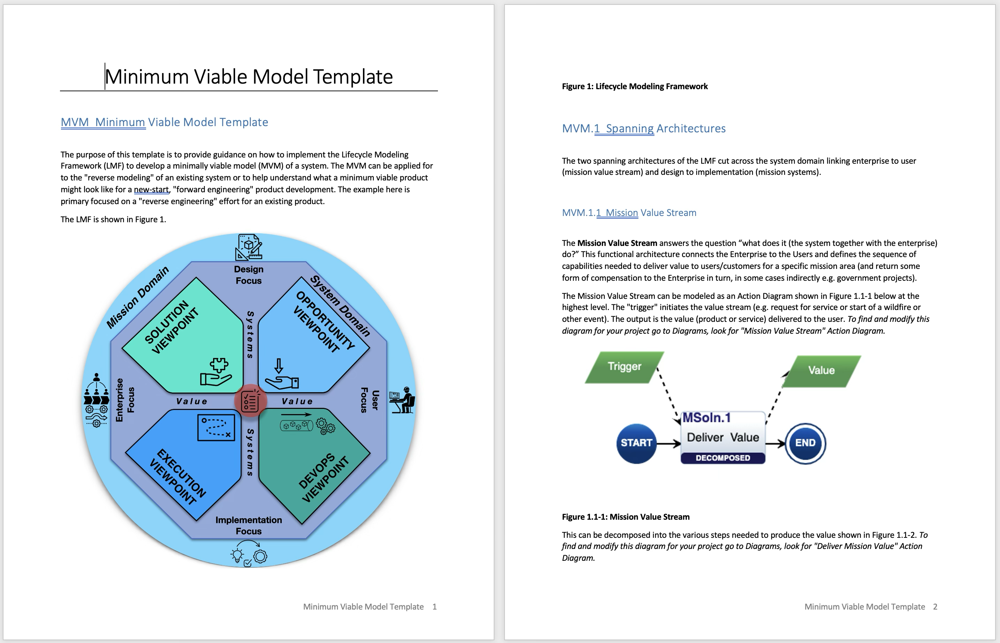 Minimum Viable Model Template
MVM  Minimum Viable Model Template
The purpose of this template is to provide guidance on how to implement the Lifecycle Modeling
Framework (LMF) to develop a minimally viable model (MVM) of a system. The MVM can be applied for
to the "reverse modeling" of an existing system or to help understand what a minimum viable product
might look like for a new-start, "forward engineering" product development. The example here is
primary focused on a "reverse engineering" effort for an existing product.
The LMF is shown in Figure 1.
Design
Focus
Mission Domain
System Domain
SOLUTION
VIEWPOINT
OPPORTUNITY
VIEWPOINT
Systems
Enterprise
Focus
Value
Value
User
Focus
EXECUTION
VIEWPOINT
Systems
DEVOPS
VIEWPOINT
Implementation
Focus
Minimum Viable Model Template 1
Figure 1: Lifecycle Modeling Framework
MVM.1  Spanning Architectures
The two spanning architectures of the LMF cut across the system domain linking enterprise to user
(mission value stream) and design to implementation (mission systems).
MVM.1.1  Mission Value Stream
The Mission Value Stream answers the question “what does it (the system together with the enterprise)
do?” This functional architecture connects the Enterprise to the Users and defines the sequence of
capabilities needed to deliver value to users/customers for a specific mission area (and return some
form of compensation to the Enterprise in turn, in some cases indirectly e.g. government projects).
The Mission Value Stream can be modeled as an Action Diagram shown in Figure 1.1-1 below at the
highest level. The "trigger" initiates the value stream (e.g. request for service or start of a wildfire or
other event). The output is the value (product or service) delivered to the user. To find and modify this
diagram for your project go to Diagrams, look for "Mission Value Stream" Action Diagram.
Trigger
Value
MSoln.1
START
Deliver Value
END
DECOMPOSED
Figure 1.1-1: Mission Value Stream
This can be decomposed into the various steps needed to produce the value shown in Figure 1.1-2. To
find and modify this diagram for your project go to Diagrams, look for "Deliver Mission Value" Action
Diagram.
Minimum Viable Model Template 2